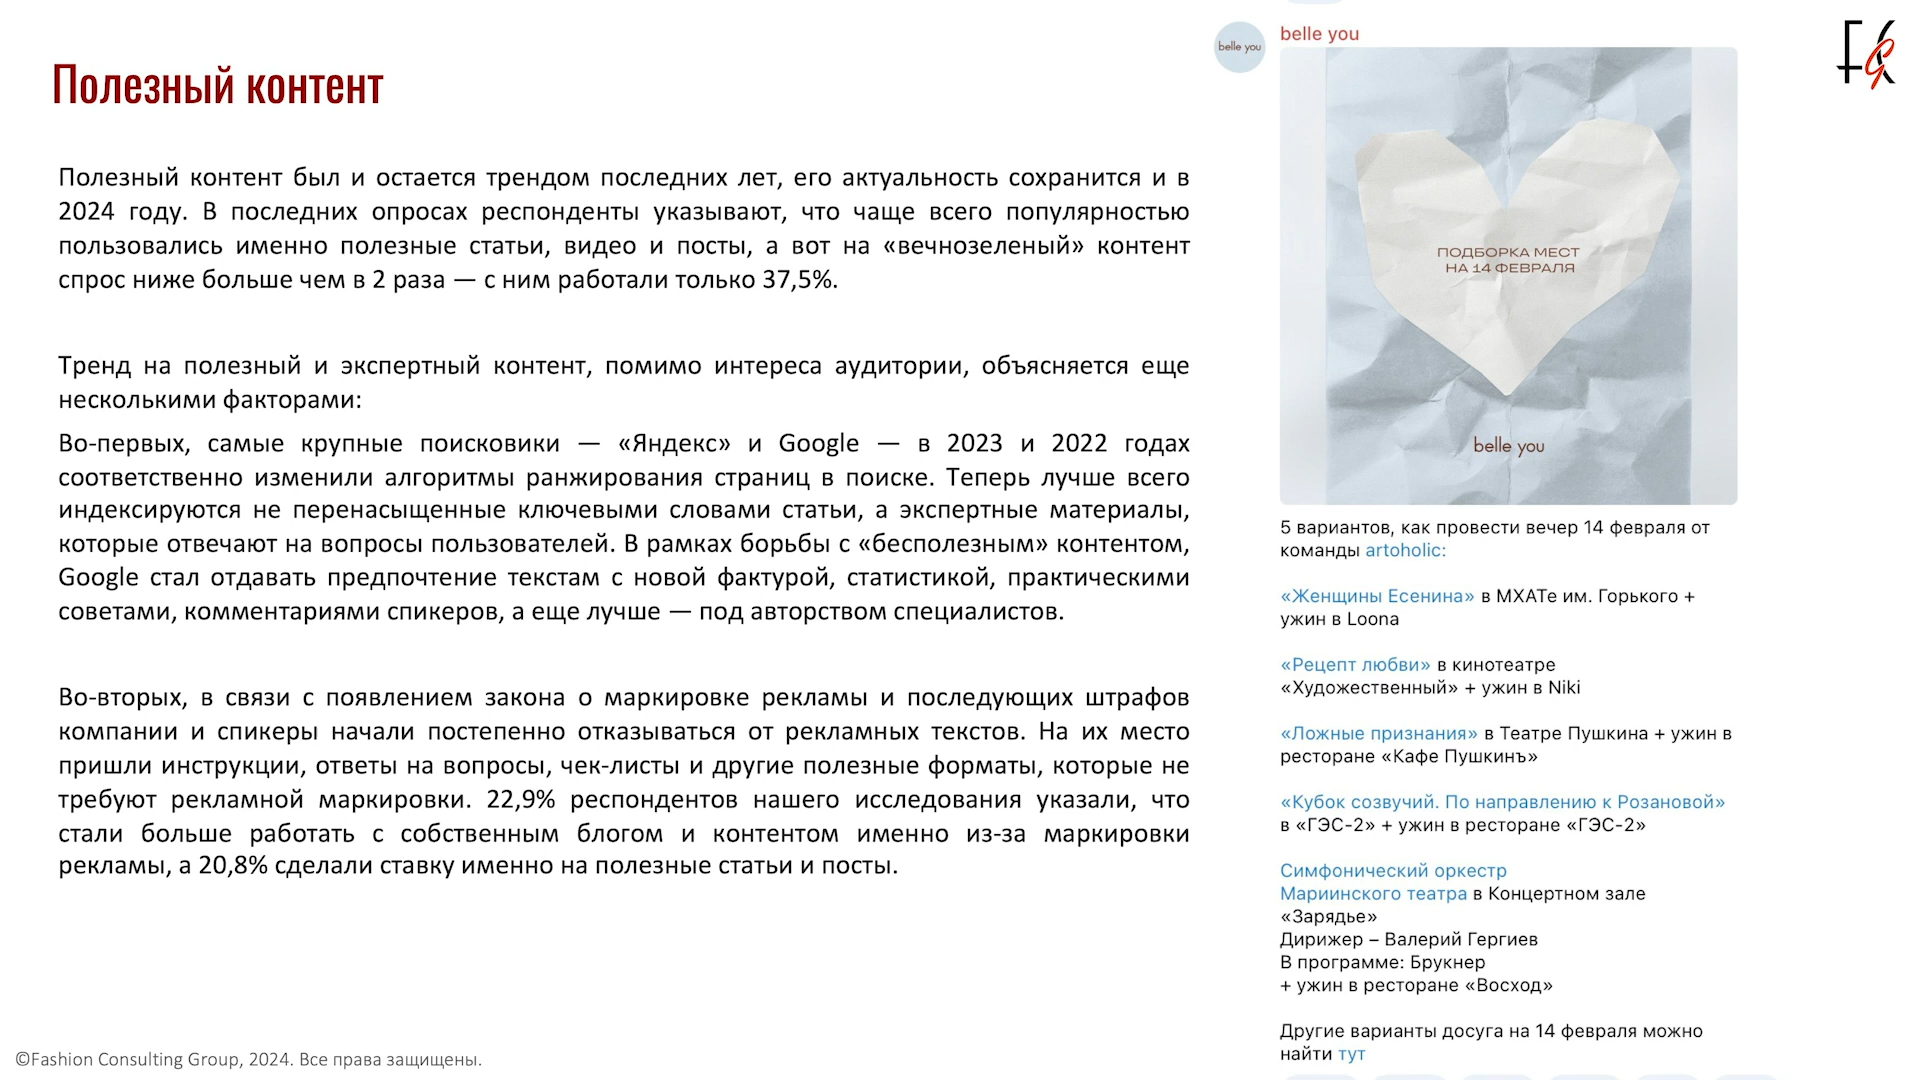 Полезный контент
Полезный контент был и остается трендом последних лет, его актуальность сохранится и в
2024 году. В последних опросах респонденты указывают, что чаще всего популярностью
пользовались именно полезные статьи, видео и посты, а вот на «вечнозеленый» контент
спрос ниже больше чем в 2 раза — с ним работали только 37,5%.
Тренд на полезный и экспертный контент, помимо интереса аудитории, объясняется еще
несколькими факторами:
Во-первых, самые крупные поисковики — «Яндекс» и Google — в 2023 и 2022 годах
соответственно изменили алгоритмы ранжирования страниц в поиске. Теперь лучше всего
индексируются не перенасыщенные ключевыми словами статьи, а экспертные материалы,
которые отвечают на вопросы пользователей. В рамках борьбы с «бесполезным» контентом,
Google стал отдавать предпочтение текстам с новой фактурой, статистикой, практическими
советами, комментариями спикеров, а еще лучше — под авторством специалистов.
Во-вторых, в связи с появлением закона о маркировке рекламы и последующих штрафов
компании и спикеры начали постепенно отказываться от рекламных текстов. На их место
пришли инструкции, ответы на вопросы, чек-листы и другие полезные форматы, которые не
требуют рекламной маркировки. 22,9% респондентов нашего исследования указали, что
стали больше работать с собственным блогом и контентом именно из-за маркировки
рекламы, а 20,8% сделали ставку именно на полезные статьи и посты.
©Fashion Consulting Group, 2024. Все права защищены.
belle you
belle you
ПОДБОРКА МЕСТ
НА 14 ФЕВРАЛЯ
belle you
5 вариантов, как провести вечер 14 февраля от
команды artoholic:
«Женщины Есенина» в МХАТе им. Горького +
ужин в Loona
«Рецепт любви» в кинотеатре
«Художественный» + ужин в Niki
«Ложные признания» в Театре Пушкина + ужин в
ресторане «Кафе Пушкинъ»
«Кубок созвучий. По направлению к Розановой»
в «ГЭС-2» + ужин в ресторане «ГЭС-2»
Симфонический оркестр
Мариинского театра в Концертном зале
«Зарядье»
Дирижер – Валерий Гергиев
В программе: Брукнер
+ ужин в ресторане «Восход»
Другие варианты досуга на 14 февраля можно
найти тут
FCG